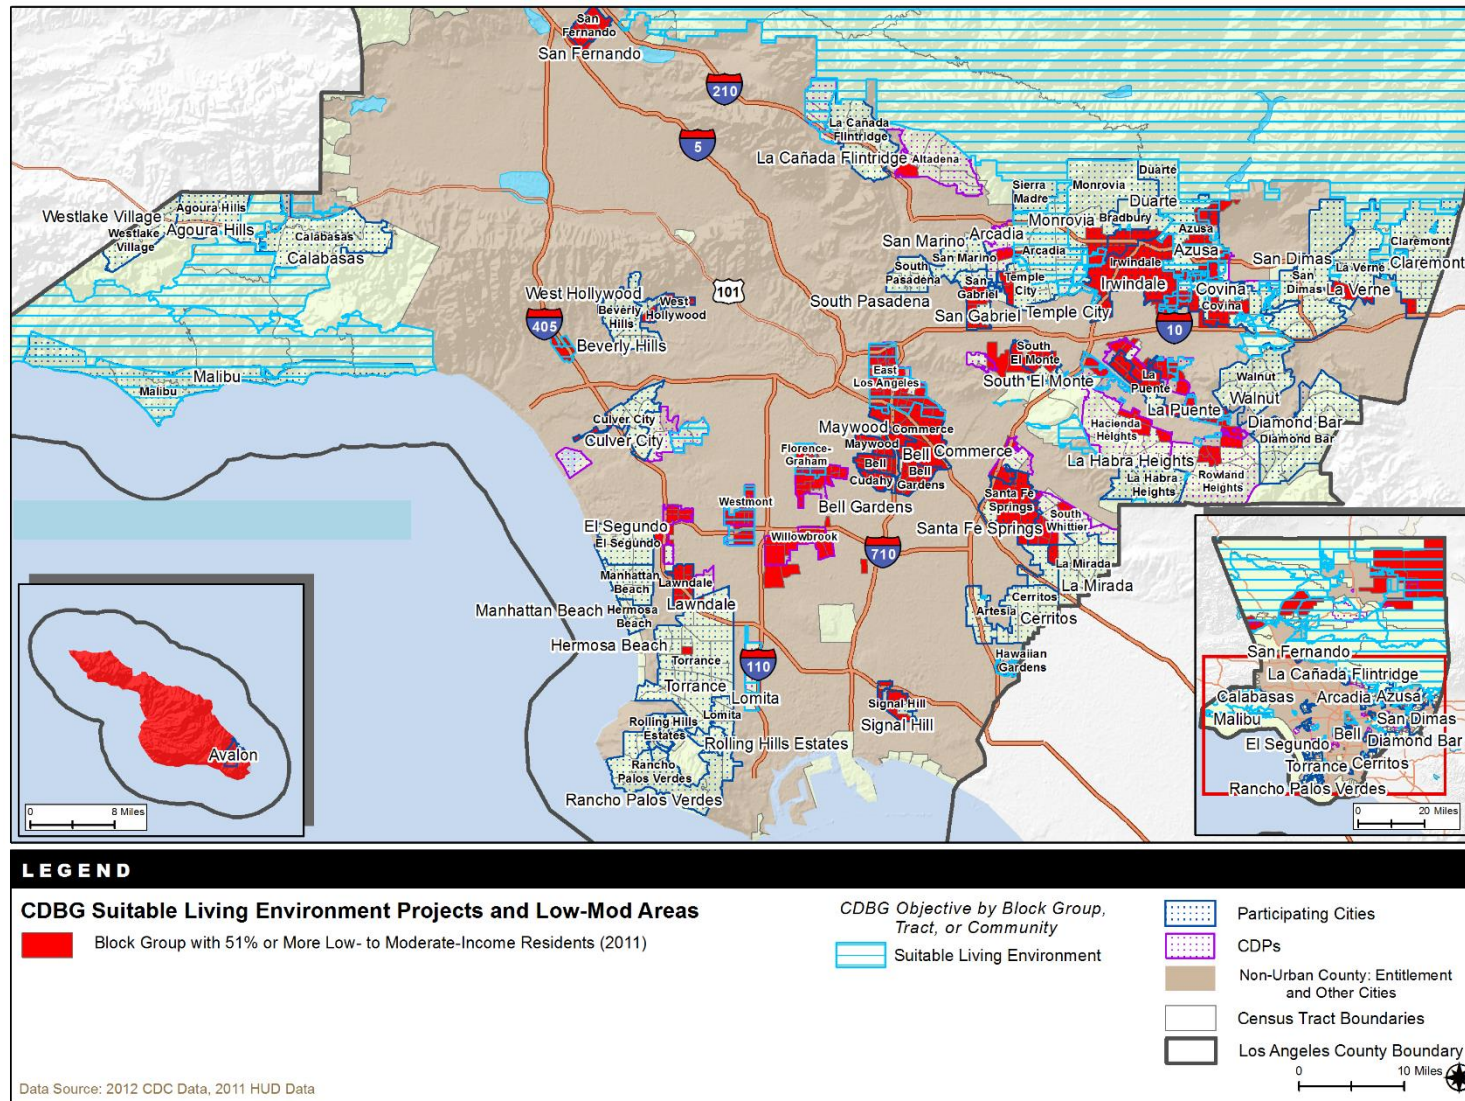 San
Fernando
San Fernando
210
5
La Cañada
Flintridge
La Cañada Flintridge
Altadena
Sierra
Madre
Monrovia
Duarte
Duarte
Monrovia
Bradbury
Arcadia
Arcadia
Azusa
Azusa
San Marino
San Marino
South
Pasadena
South Pasadena
San
Gabriel
San Gabriel
Temple
City
Temple City
Irwindale
Irwindale
Covina
Covina
San Dimas
San
Dimas
La Verne
La Verne
Claremont
Claremont
Westlake Village
Westlake
Village
Agoura Hills
Agoura Hills
Calabasas
Calabasas
Malibu
Malibu
101
405
10
West Hollywood
West
Hollywood
Beverly
Hills
Beverly Hills
East
Los Angeles
South
El Monte
South El Monte
La
Puente
La Puente
Walnut
Walnut
Diamond Bar
Diamond Bar
Hacienda
Heights
La Habra Heights
La Habra
Heights
Rowland
Heights
Culver City
Culver City
Maywood
Maywood
Commerce
Commerce
Bell
Bell
Bell
Gardens
Cudahy
Bell Gardens
Florence-
Graham
Westmont
Willowbrook
Santa Fe
Springs
Santa Fe Springs
South
Whittier
La Mirada
La Mirada
710
El Segundo
El Segundo
Manhattan
Beach
Manhattan Beach
Lawndale
Lawndale
Hermosa
Beach
Hermosa Beach
Torrance
Torrance
110
Lomita
Lomita
Rolling Hills
Estates
Rolling Hills Estates
Rancho
Palos Verdes
Rancho Palos Verdes
Signal Hill
Signal Hill
Artesia
Cerritos
Cerritos
Hawaiian
Gardens
Avalon
0 8 Miles
San Fernando
La Cañada Flintridge
Calabasas
Arcadia
Azusa
Malibu
San Dimas
Bell
Diamond Bar
El Segundo
Torrance
Cerritos
Rancho Palos Verdes
0 20 Miles
LEGEND
CDBG Suitable Living Environment Projects and Low-Mod Areas
Block Group with 51% or More Low- to Moderate-Income Residents (2011)
CDBG Objective by Block Group,
Tract, or Community
Suitable Living Environment
Participating Cities
CDPs
Non-Urban County: Entitlement
and Other Cities
Census Tract Boundaries
Los Angeles County Boundary
0 10 Miles
Data Source: 2012 CDC Data, 2011 HUD Data